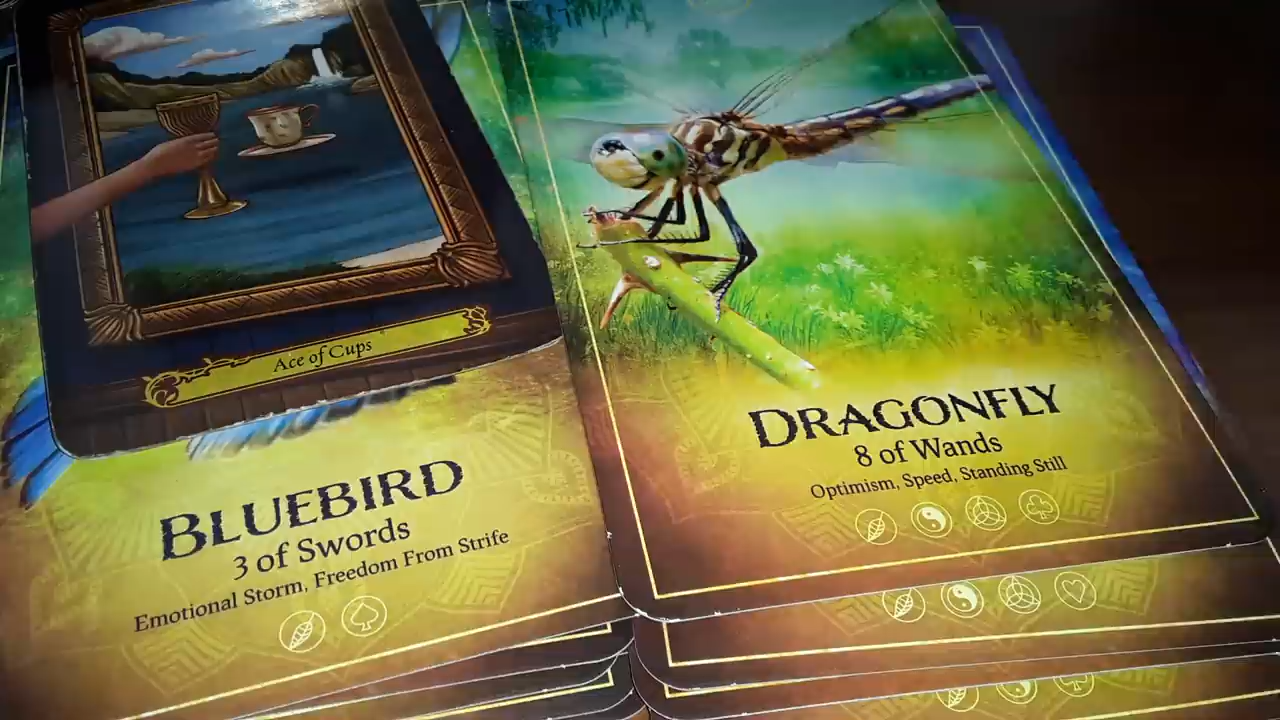 Ace of Cups
BLUEBIRD
3 of Swords
Emotional Storm, Freedom From Strife
DRAGONFLY
8 of Wands
Optimism, Speed, Standing Still